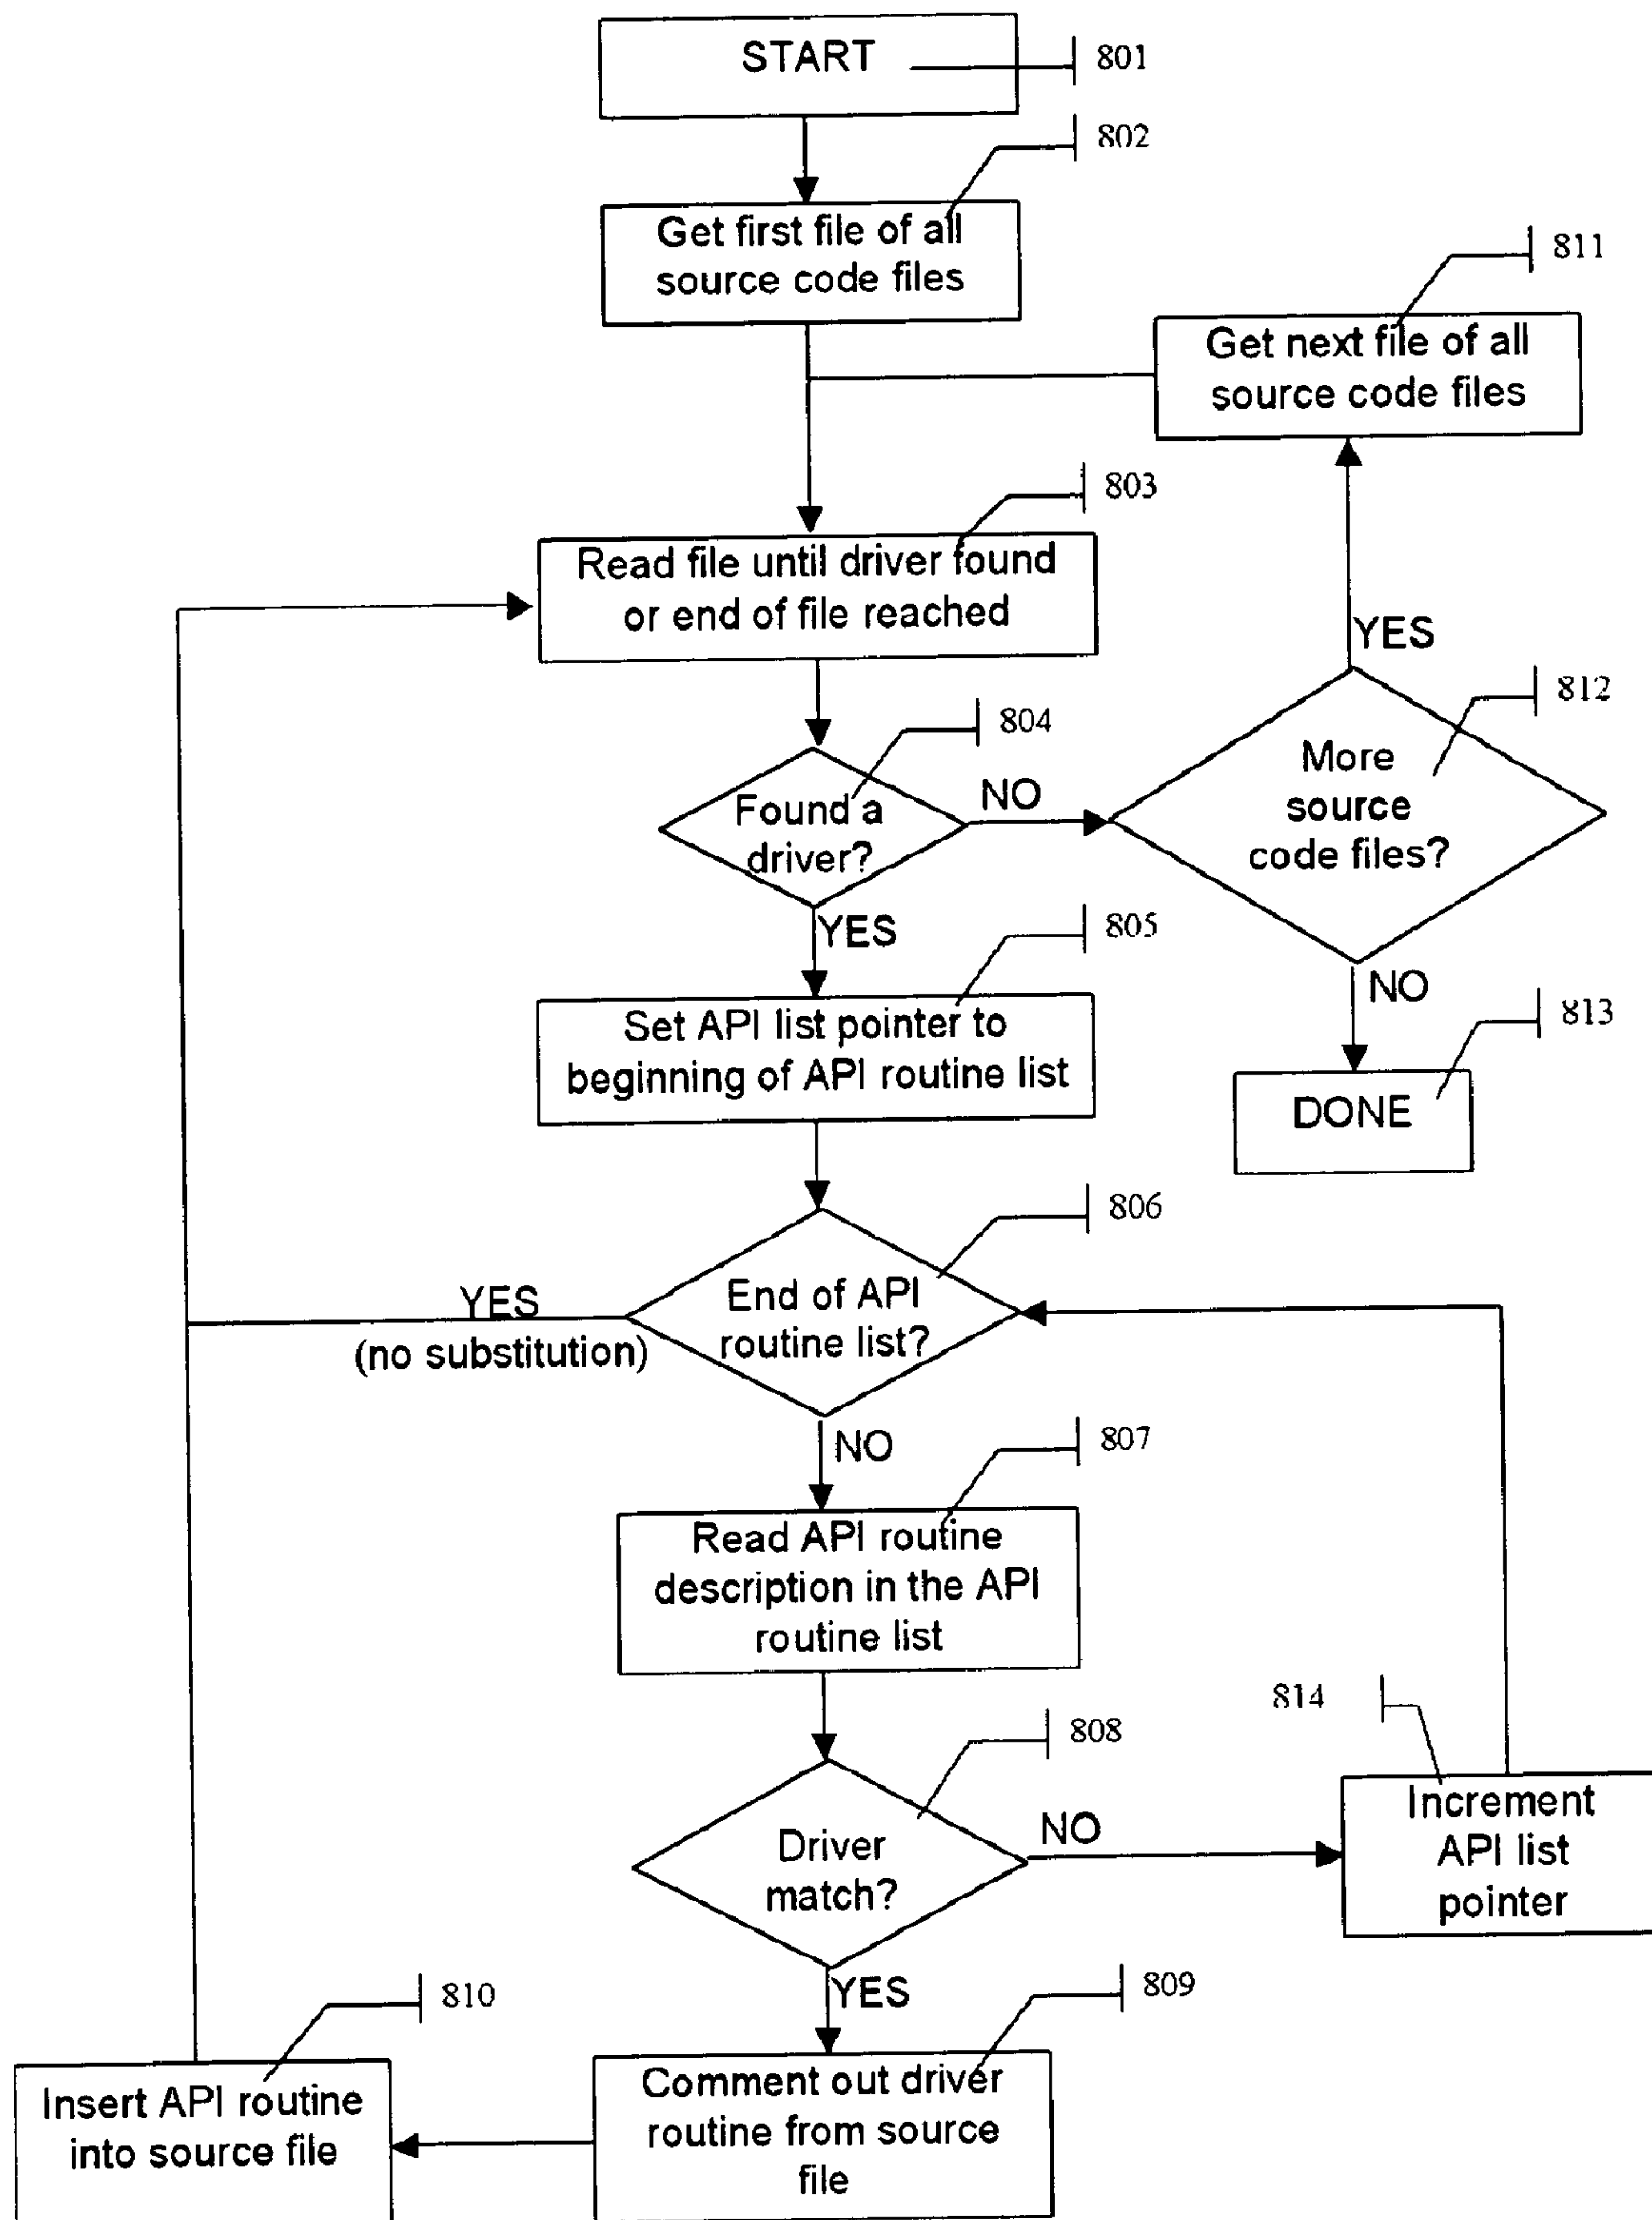 START
801
802
Get first file of all
source code files
811
Get next file of all
source code files
803
Read file until driver found
or end of file reached
YES
804
812
Found a
driver?
NO
More
source
code files?
YES
805
NO
Set API list pointer to
beginning of API routine list
813
DONE
806
End of API
routine list?
YES
(no substitution)
NO
807
Read API routine
description in the API
routine list
814
808
Driver
match?
NO
Increment
API list
pointer
YES
809
810
Comment out driver
routine from source
file
Insert API routine
into source file